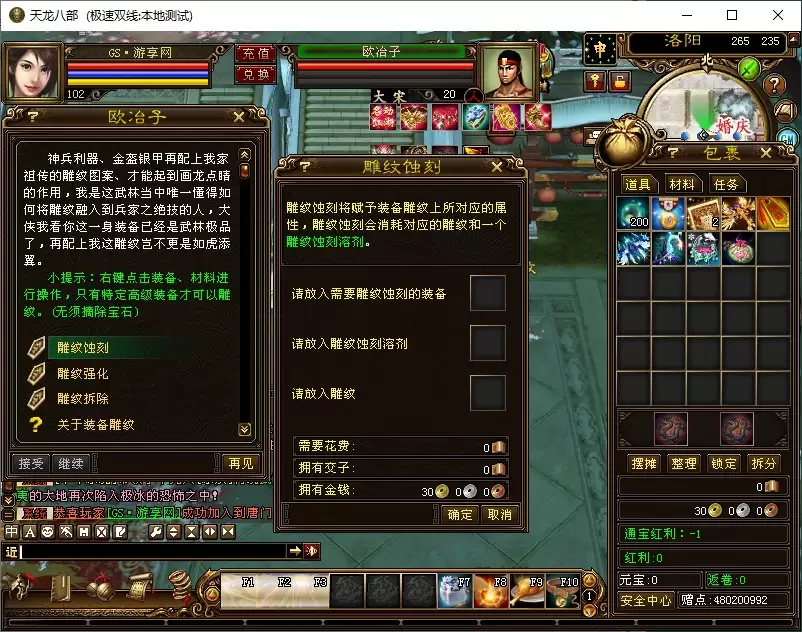 天龙八部 (极速双线:本地测试)
GS·游享网
充值
兑换
102
欧冶子
大宋
20
洛阳
265 235
北
婚庆
欧冶子
神兵利器、金盔银甲再配上我家
祖传的雕纹图案、才能起到画龙点睛
的作用，我是这武林当中唯一懂得如
何将雕纹融入到兵家之绝技的人，大
侠我看你这一身装备已经是武林极品
了，再配上我这雕纹岂不更是如虎添
翼。
小提示：右键点击装备、材料进
行操作，只有特定高级装备才可以雕
纹。(无须摘除宝石)
雕纹蚀刻
雕纹强化
雕纹拆除
关于装备雕纹
接受
继续
再见
雕纹蚀刻
雕纹蚀刻将赋予装备雕纹上所对应的属
性，雕纹蚀刻会消耗对应的雕纹和一个
雕纹蚀刻溶剂。
请放入需要雕纹蚀刻的装备
请放入雕纹蚀刻溶剂
请放入雕纹
需要花费: 0
拥有交子: 0
拥有金钱: 30 0 0
确定
取消
包裹
道具
材料
任务
200
2
摆摊
整理
锁定
拆分
0
30 0 0
通宝红利：-1
红利:0
元宝:0
返卷:0
安全中心
赠点:480200992
的大地再次陷入极冰的恐怖之中!
恭喜玩家[GS·游享网]成功加入到唐门
近
F1
F2
F3
F7
F8
F9
F10
1